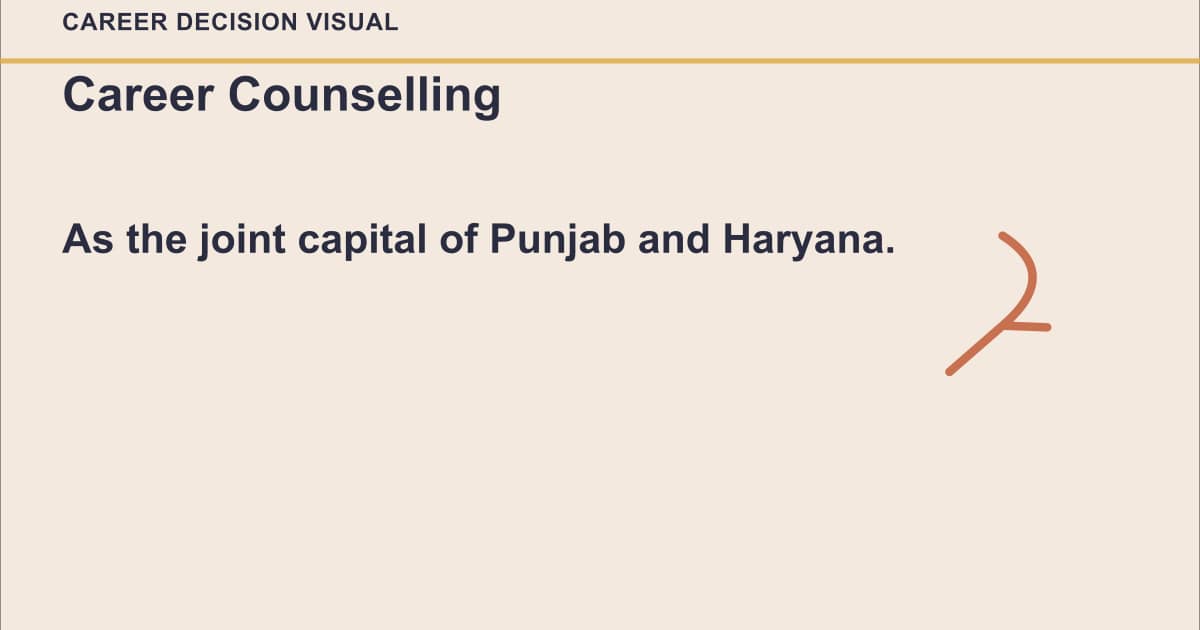 CAREER DECISION VISUAL
Career Counselling
As the joint capital of Punjab and Haryana.